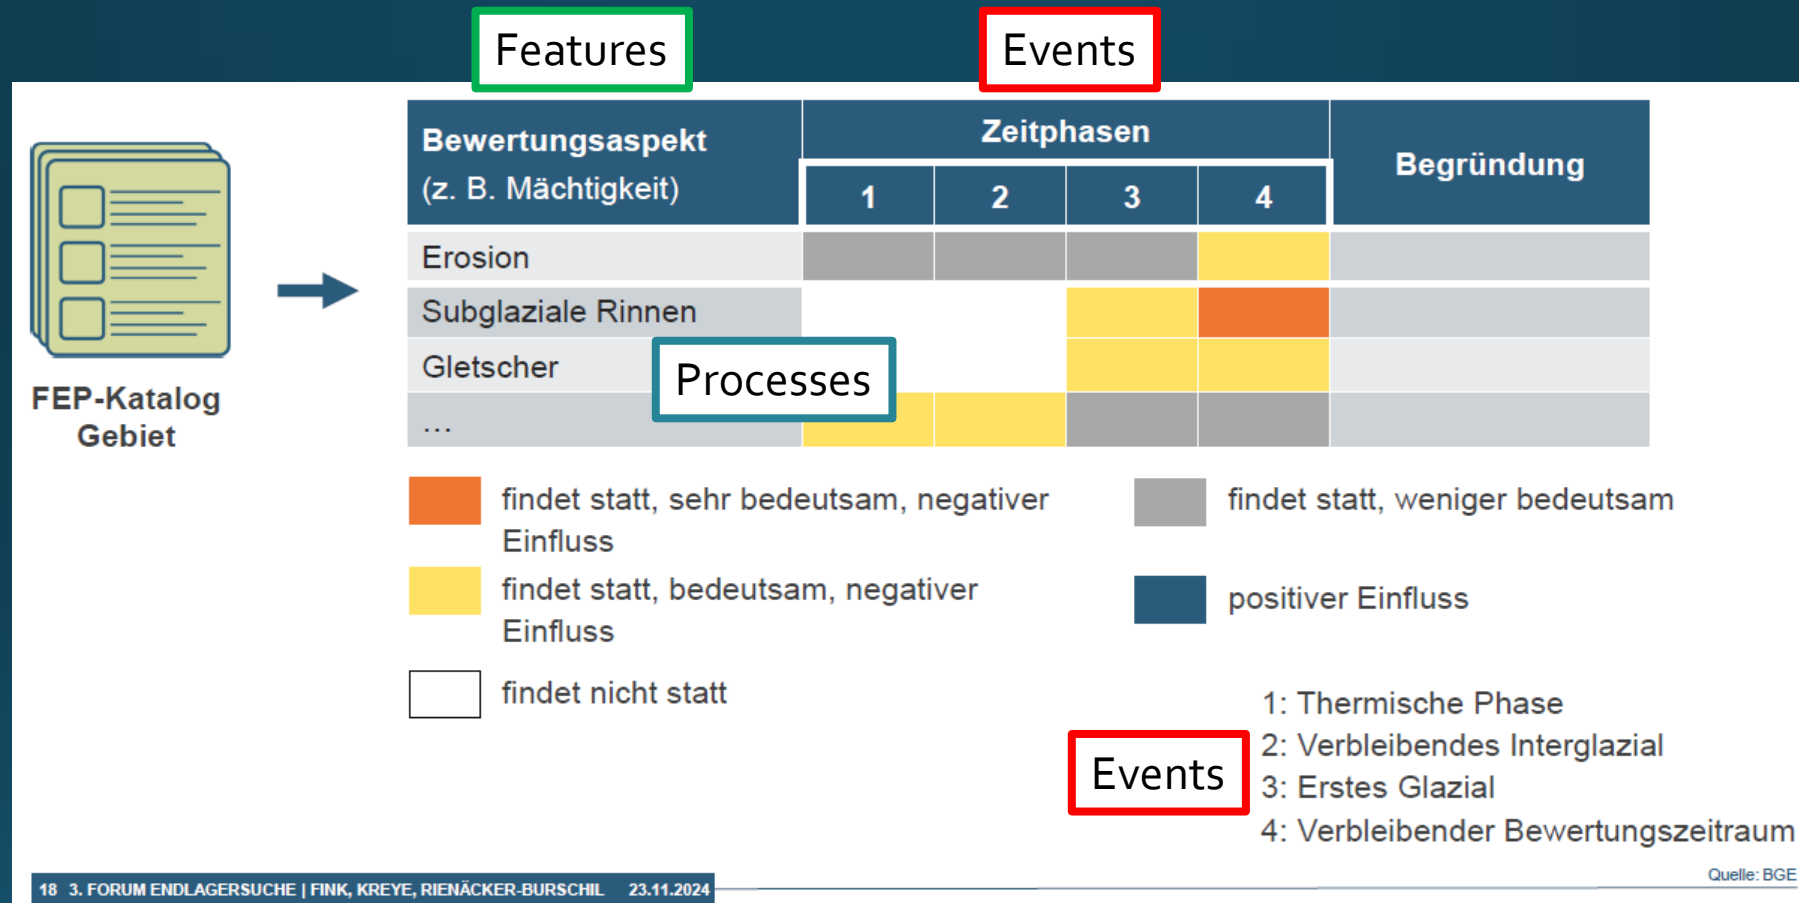 Features
Events
Bewertungsaspekt
(z. B. Mächtigkeit)
Zeitphasen
1 2 3 4
Begründung
Erosion
Subglaziale Rinnen
Gletscher
Processes
...
FEP-Katalog
Gebiet
findet statt, sehr bedeutsam, negativer
Einfluss
findet statt, bedeutsam, negativer
Einfluss
findet nicht statt
findet statt, weniger bedeutsam
positiver Einfluss
Events
1: Thermische Phase
2: Verbleibendes Interglazial
3: Erstes Glazial
4: Verbleibender Bewertungszeitraum
Quelle: BGE
18 3. FORUM ENDLAGERSUCHE | FINK, KREYE, RIENÄCKER-BURSCHIL 23.11.2024